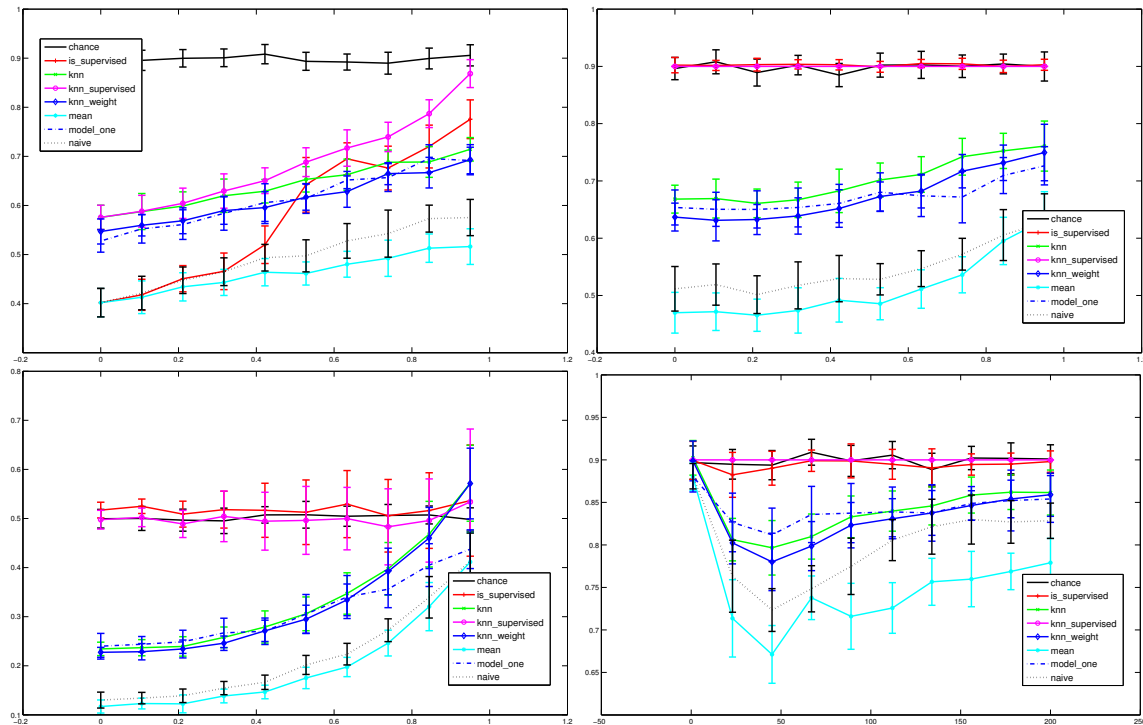 1
0.9
0.8
0.7
0.6
0.5
0.4
0.3
−0.2 0 0.2 0.4 0.6 0.8 1 1.2
chance
is_supervised
knn
knn_supervised
knn_weight
mean
model_one
naive
1
0.9
0.8
0.7
0.6
0.5
0.4
−0.2 0 0.2 0.4 0.6 0.8 1 1.2
chance
is_supervised
knn
knn_supervised
knn_weight
mean
model_one
naive
0.8
0.7
0.6
0.5
0.4
0.3
0.2
0.1
−0.2 0 0.2 0.4 0.6 0.8 1 1.2
chance
is_supervised
knn
knn_supervised
knn_weight
mean
model_one
naive
1
0.95
0.9
0.85
0.8
0.75
0.7
0.65
−50 0 50 100 150 200 250
chance
is_supervised
knn
knn_supervised
knn_weight
mean
model_one
naive